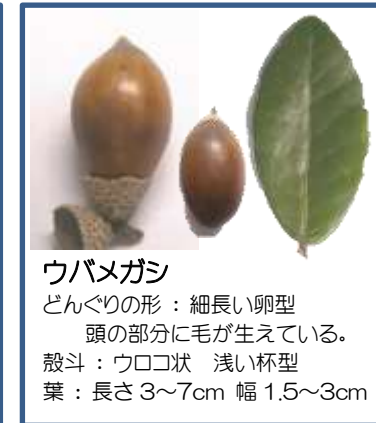 ウバメガシ
どんぐりの形 : 細長い卵型
頭の部分に毛が生えている。
殻斗 : ウロコ状 浅い杯型
葉 : 長さ 3~7cm 幅 1.5~3cm